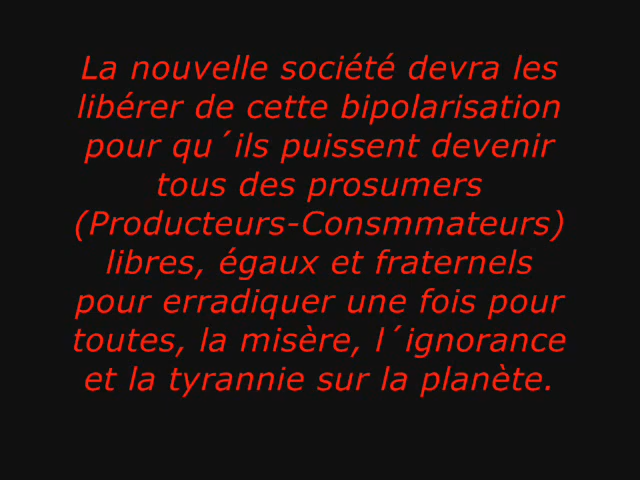 La nouvelle société devra les
libérer de cette bipolarisation
pour qu´ils puissent devenir
tous des prosumers
(Producteurs-Consmmateurs)
libres, égaux et fraternels
pour erradiquer une fois pour
toutes, la misère, l´ignorance
et la tyrannie sur la planète.